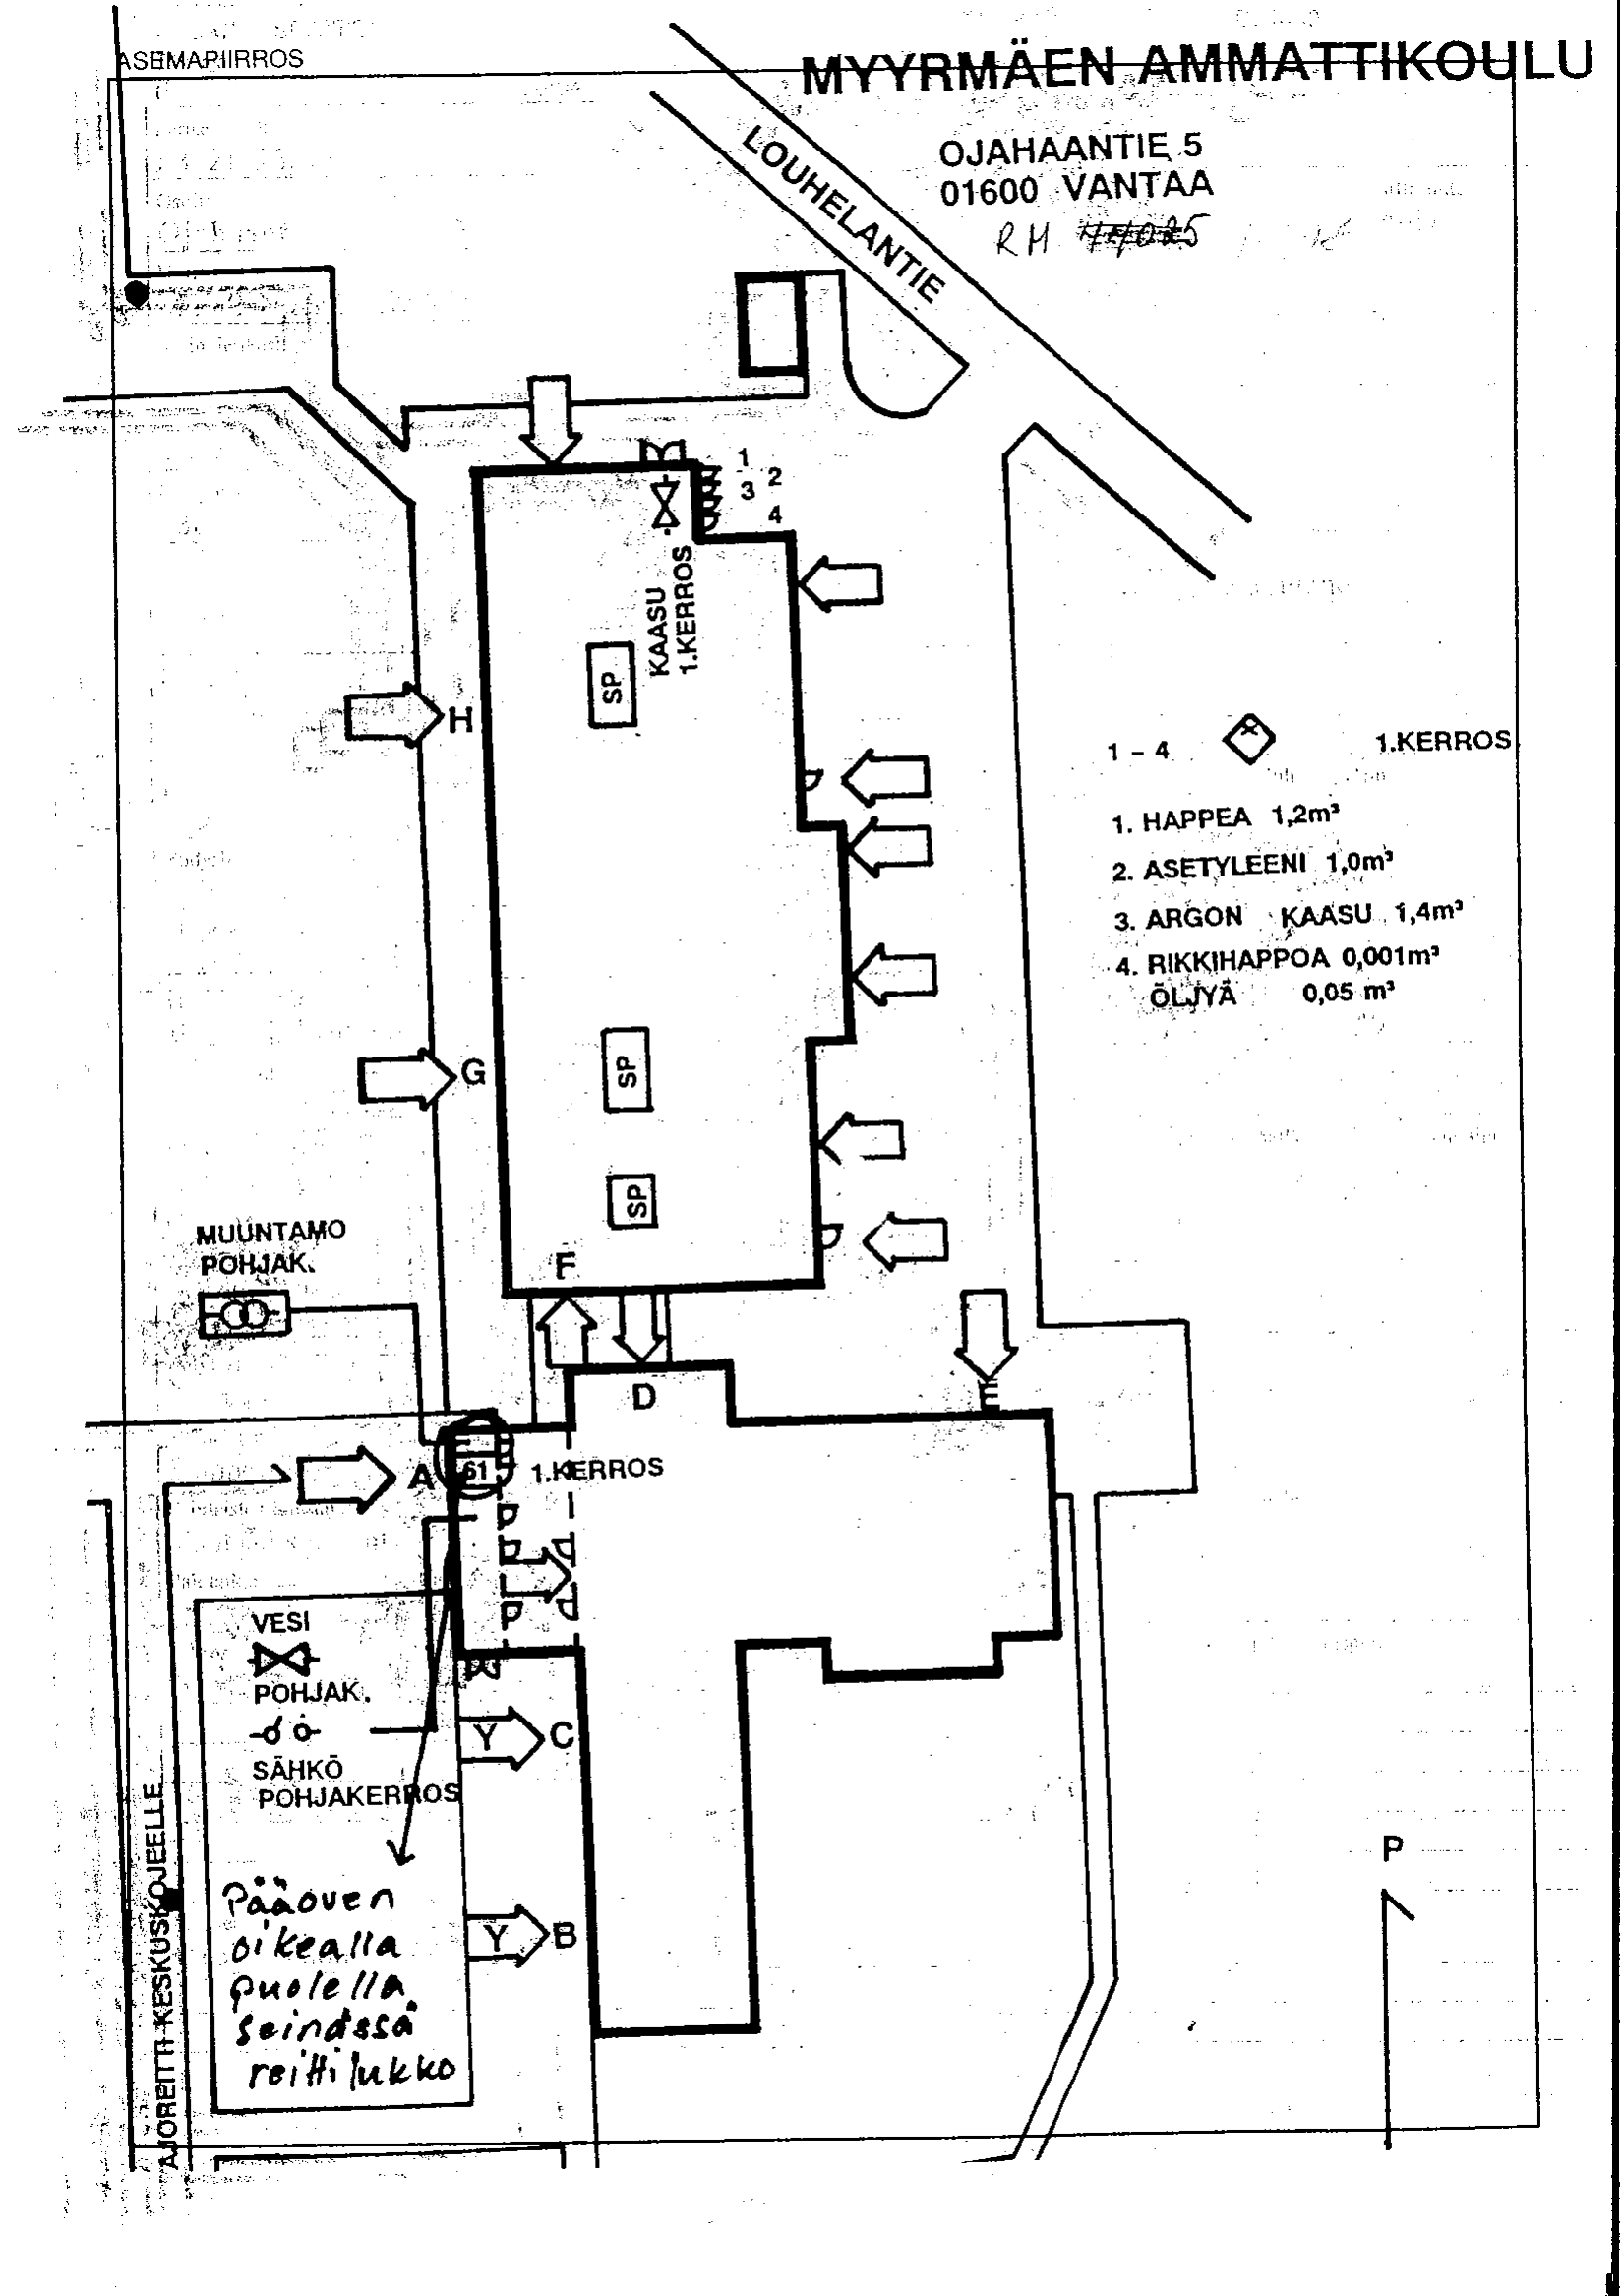 ASEMAPIIRROS
MYYRMÄEN AMMATTIKOULU
OJAHAANTIE 5
01600 VANTAA
RM 44025
LOUHELANTIE
1
2
3
4
KAASU
1.KERROS
SP
H
1 - 4 1.KERROS
1. HAPPEA 1,2m³
2. ASETYLEENI 1,0m³
3. ARGON KAASU 1,4m³
4. RIKKIHAPPOA 0,001m³
ÖLJYÄ 0,05 m³
G
SP
SP
MUUNTAMO
POHJAK.
F
D
E
A
61
1.KERROS
VESI
POHJAK.
SÄHKÖ
POHJAKERROS
Y C
Y B
AJOREITTI KESKUSKOJEELLE
Pääoven
oikealla
puolella
seinässä
reittilukko
P